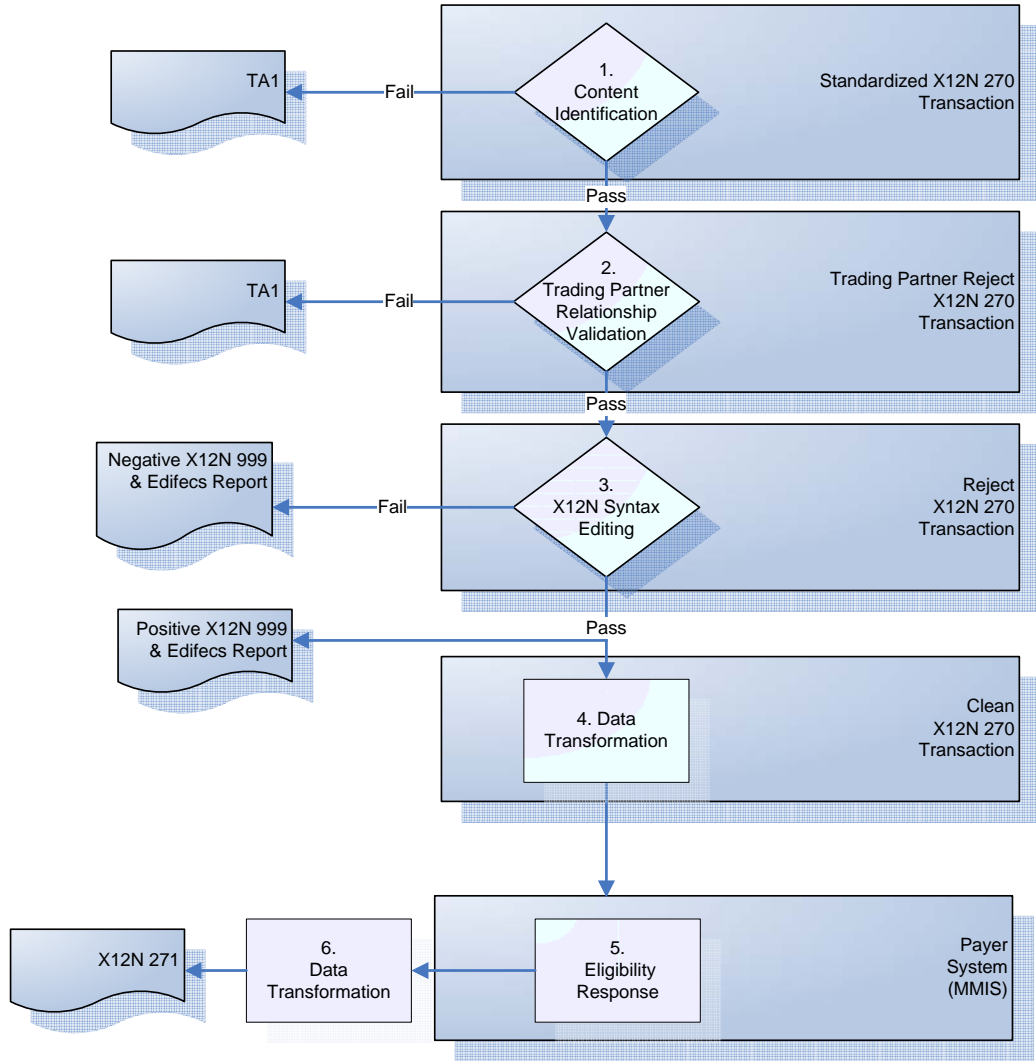 TA1
Fail
1.
Content
Identification
Standardized X12N 270
Transaction
Pass
TA1
Fail
2.
Trading Partner
Relationship
Validation
Trading Partner Reject
X12N 270
Transaction
Pass
Negative X12N 999
& Edifecs Report
Fail
3.
X12N Syntax
Editing
Reject
X12N 270
Transaction
Pass
Positive X12N 999
& Edifecs Report
4. Data
Transformation
Clean
X12N 270
Transaction
X12N 271
6.
Data
Transformation
5.
Eligibility
Response
Payer
System
(MMIS)